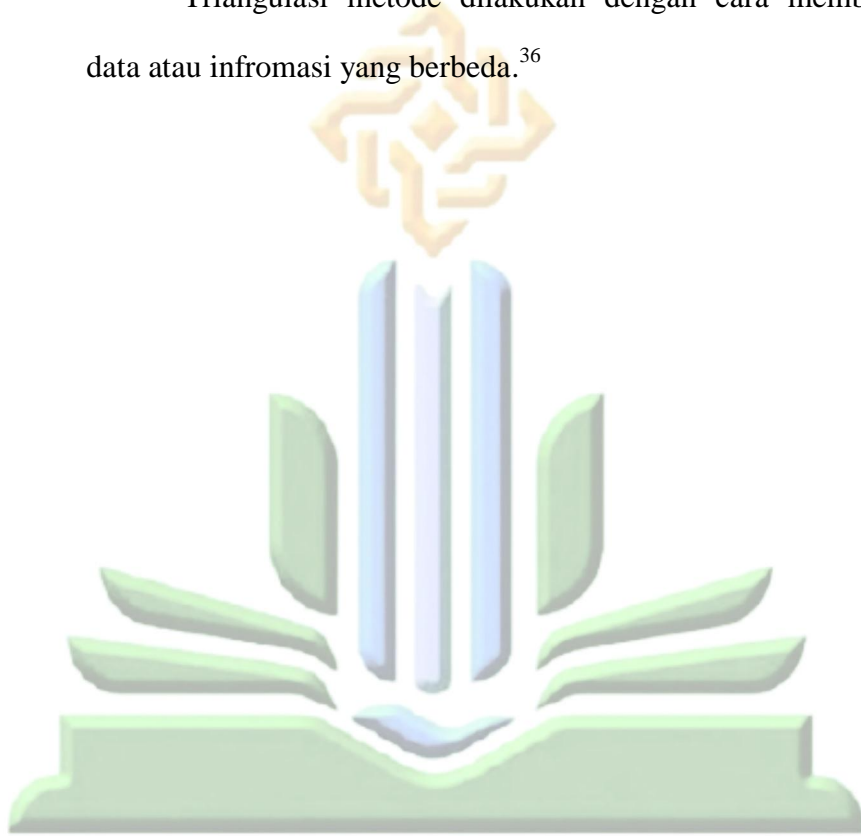 Triangulasi metode dilakukan dengan cara
data atau infromasi yang berbeda.36